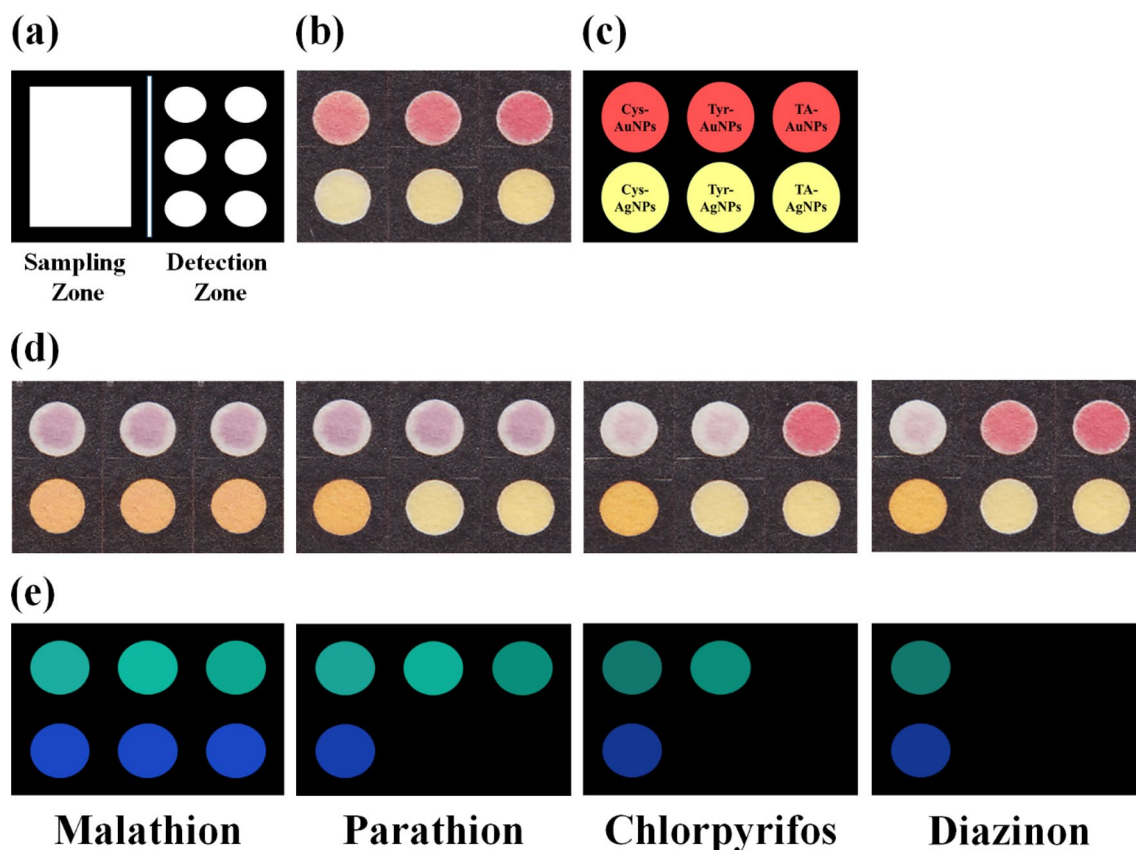 (a)
(b)
(c)
Cys-
AuNPs
Tyr-
AuNPs
TA-
AuNPs
Cys-
AgNPs
Tyr-
AgNPs
TA-
AgNPs
Sampling
Zone
Detection
Zone
(d)
(e)
Malathion
Parathion
Chlorpyrifos
Diazinon